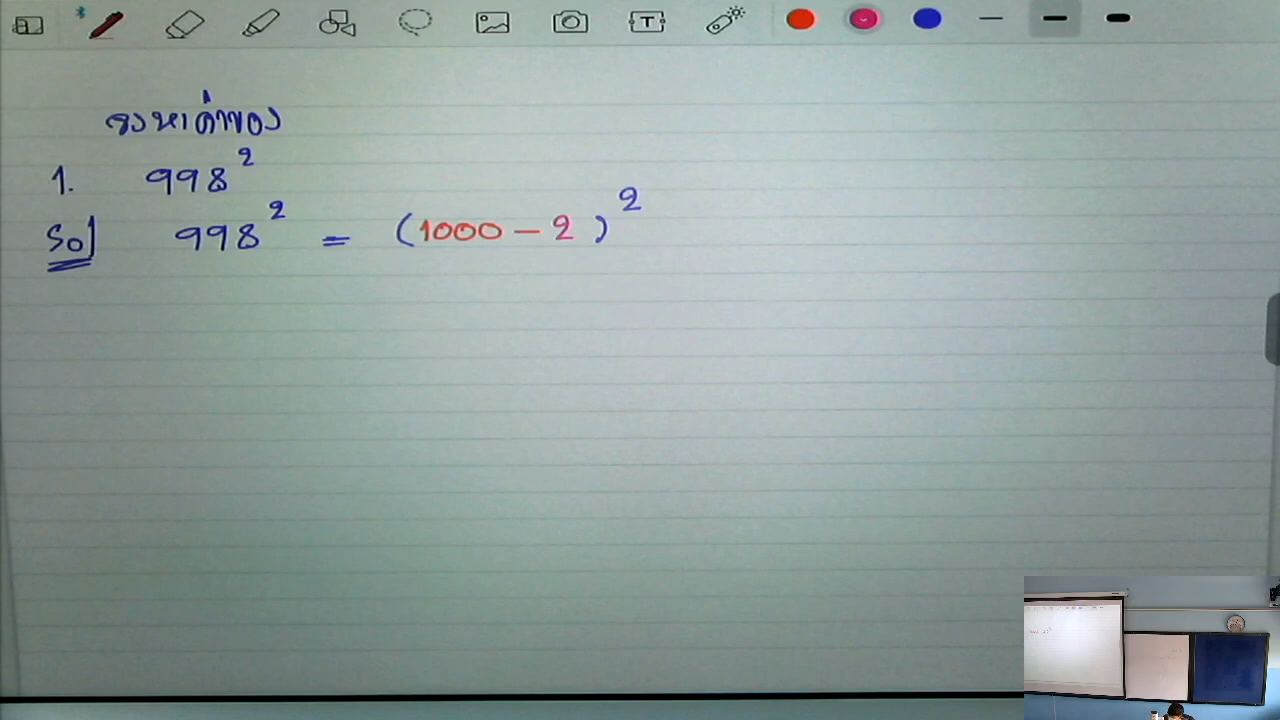 จงหาค่าของ
1. 998²
Sol 998² = (1000 - 2)²